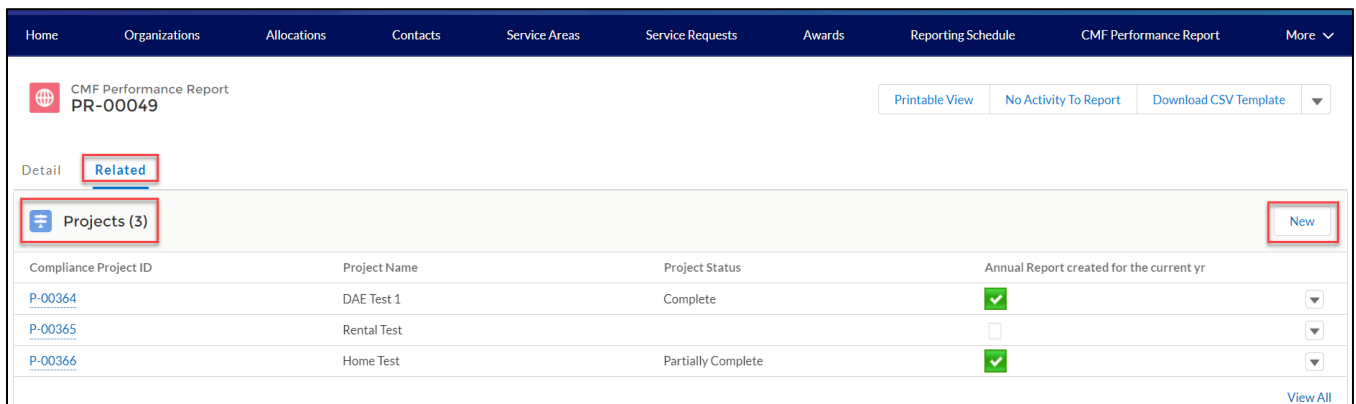 Home Organizations Allocations Contacts Service Areas Service Requests Awards Reporting Schedule CMF Performance Report More
CMF Performance Report
PR-00049
Printable View No Activity To Report Download CSV Template
Detail Related
Projects (3) New
Compliance Project ID Project Name Project Status Annual Report created for the current yr
P-00364 DAE Test 1 Complete
P-00365 Rental Test
P-00366 Home Test Partially Complete
View All